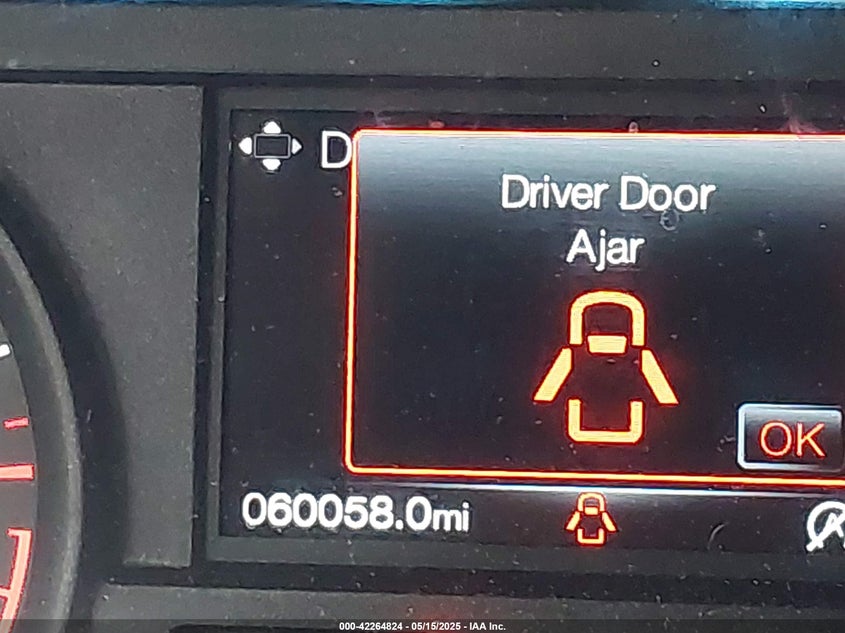 D
Driver Door
Ajar
OK
060058.0mi
000-42264824 - 05/15/2025 - IAA Inc.